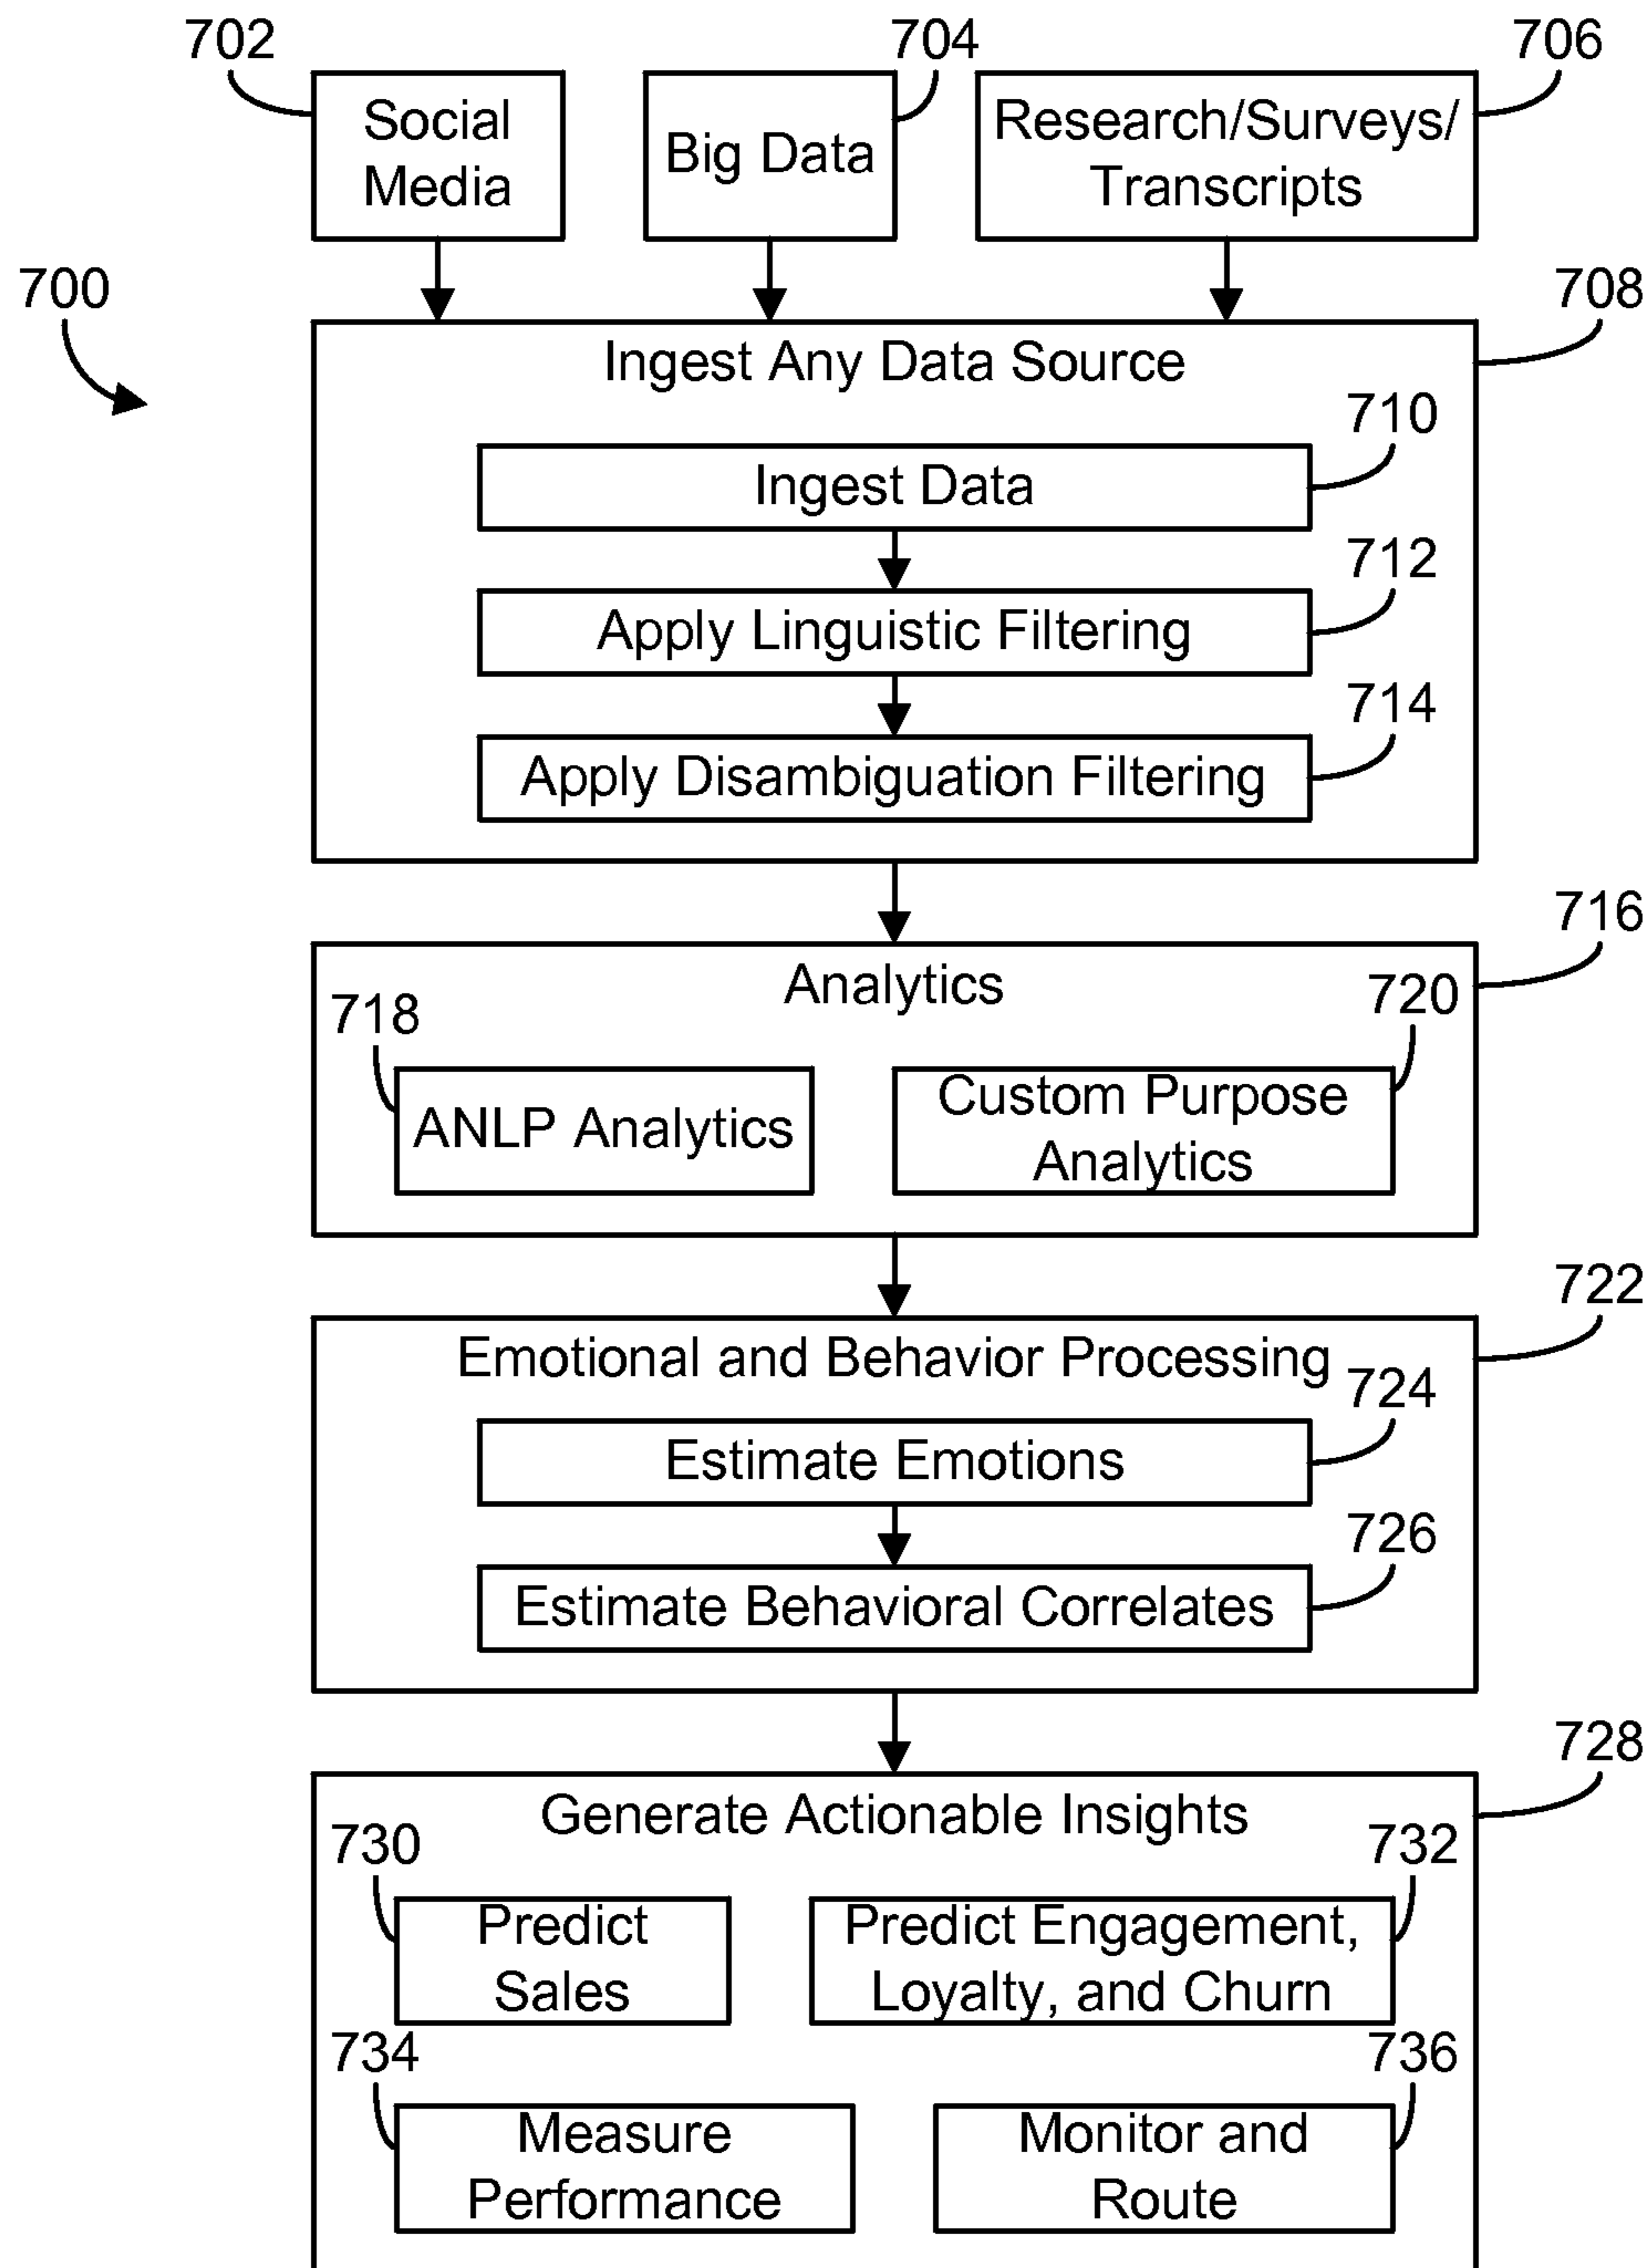 702
704
706
Social
Media
Big Data
Research/Surveys/
Transcripts
700
708
Ingest Any Data Source
710
Ingest Data
712
Apply Linguistic Filtering
714
Apply Disambiguation Filtering
716
Analytics
718
720
ANLP Analytics
Custom Purpose
Analytics
722
Emotional and Behavior Processing
724
Estimate Emotions
726
Estimate Behavioral Correlates
728
Generate Actionable Insights
730
732
Predict
Sales
Predict Engagement,
Loyalty, and Churn
734
736
Measure
Performance
Monitor and
Route